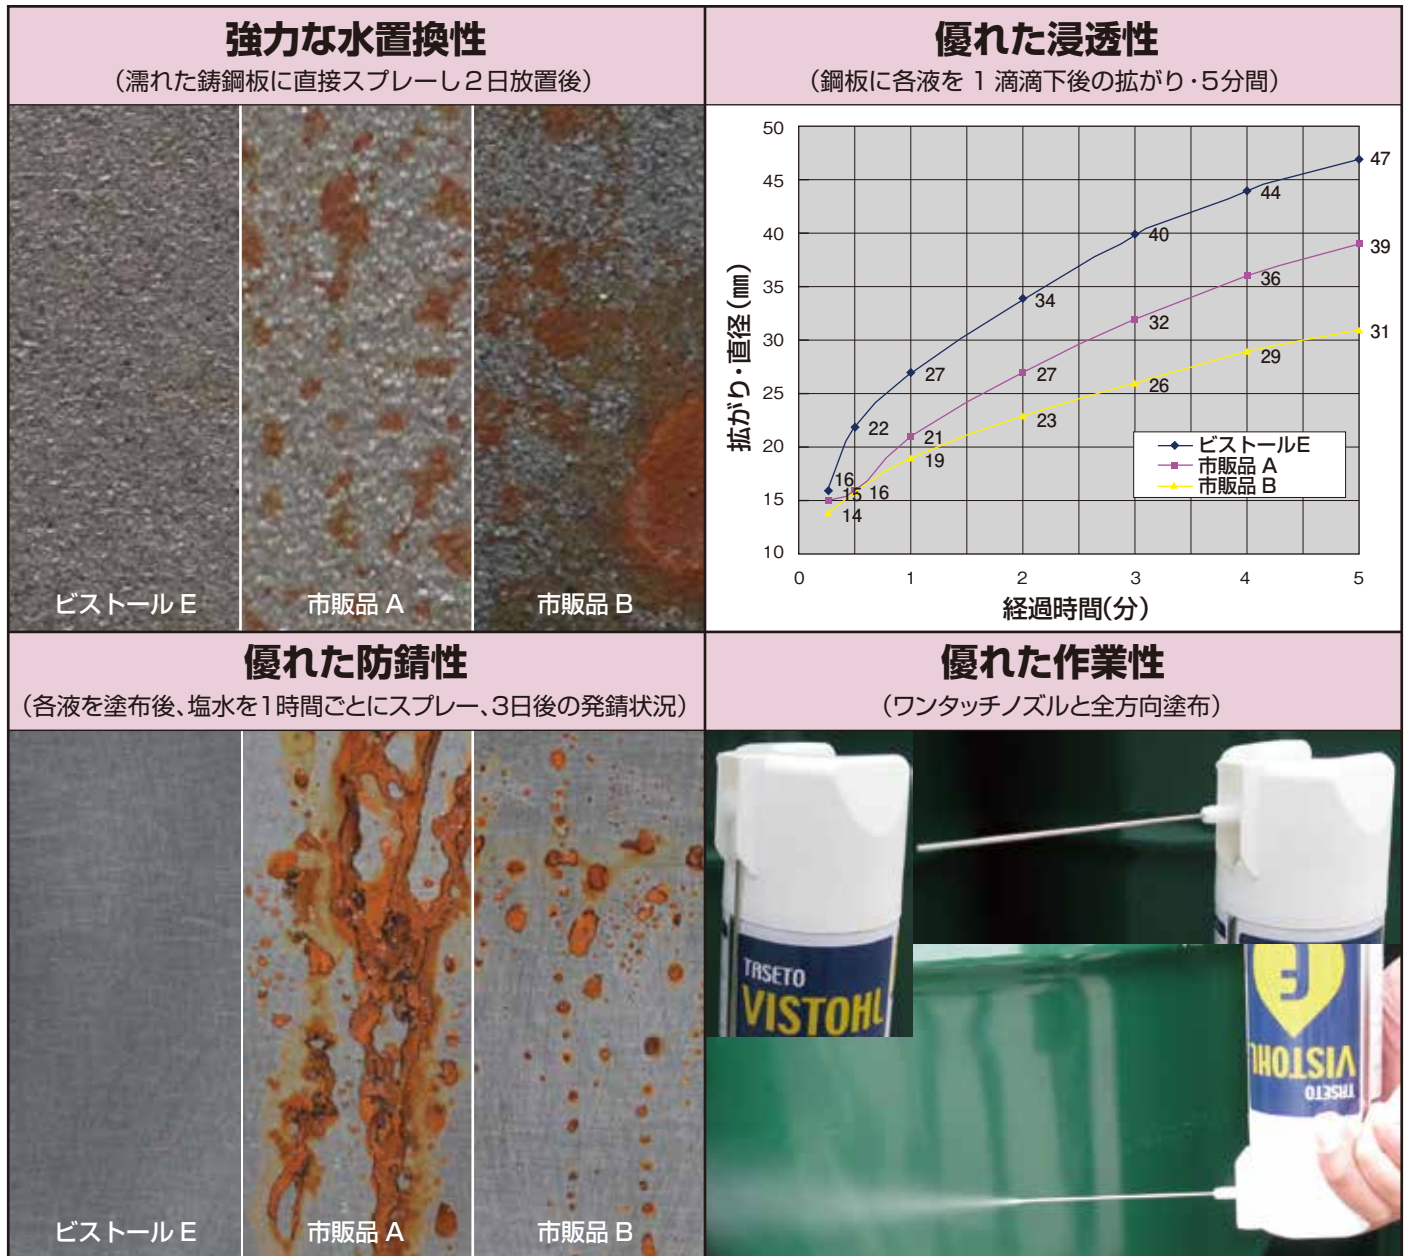 強力な水置換性
（濡れた鋳鋼板に直接スプレーし２日放置後）
ビストール E
市販品 A
市販品 B
優れた浸透性
（鋼板に各液を 1 滴滴下後の拡がり・5分間）
拡がり・直径（㎜）
50
45
40
35
30
25
20
15
10
0
1
2
3
4
5
経過時間(分)
16
22
27
34
40
44
47
15
16
21
27
32
36
39
14
19
23
26
29
31
ビストールE
市販品 A
市販品 B
優れた防錆性
（各液を塗布後、塩水を1時間ごとにスプレー、3日後の発錆状況）
ビストール E
市販品 A
市販品 B
優れた作業性
（ワンタッチノズルと全方向塗布）
TASETO
VISTOHL
E
VISTOHL
TASETO